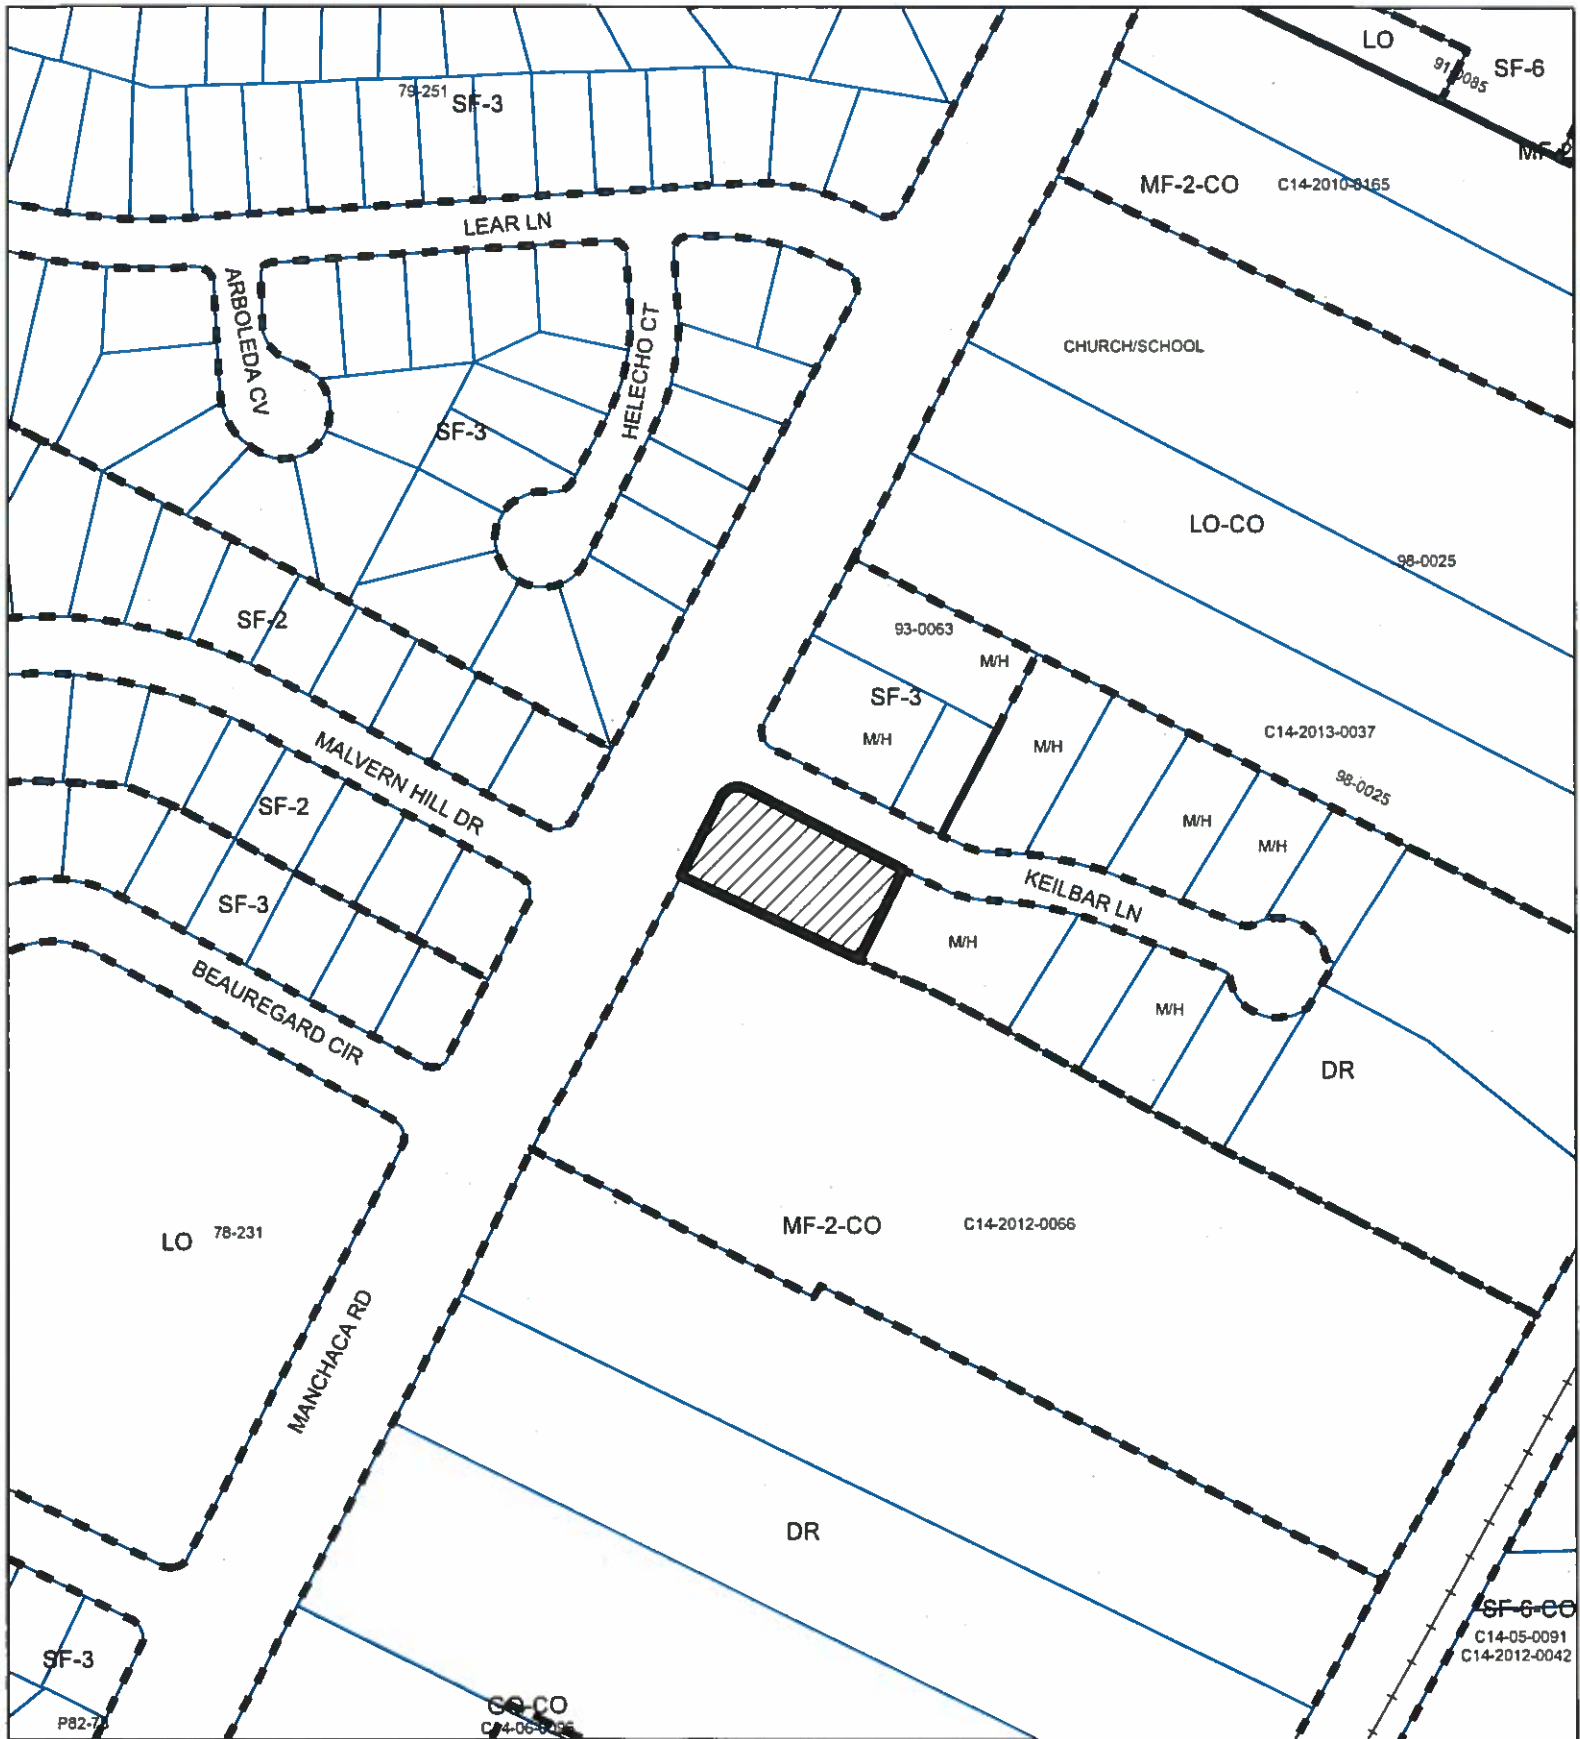 LO
91-0085
SF-6
79-251
SF-3
MF-2-CO
C14-2010-0165
LEAR LN
ARBOLEDA CV
HELECHO CT
CHURCH/SCHOOL
SF-3
LO-CO
98-0025
SF-2
93-0063
M/H
SF-3
M/H
M/H
C14-2013-0037
98-0025
MALVERN HILL DR
SF-2
M/H
M/H
KEILBAR LN
SF-3
M/H
BEAUREGARD CIR
M/H
DR
LO
78-231
MF-2-CO
C14-2012-0066
MANCHACA RD
DR
SF-6-CO
C14-05-0091
C14-2012-0042
SF-3